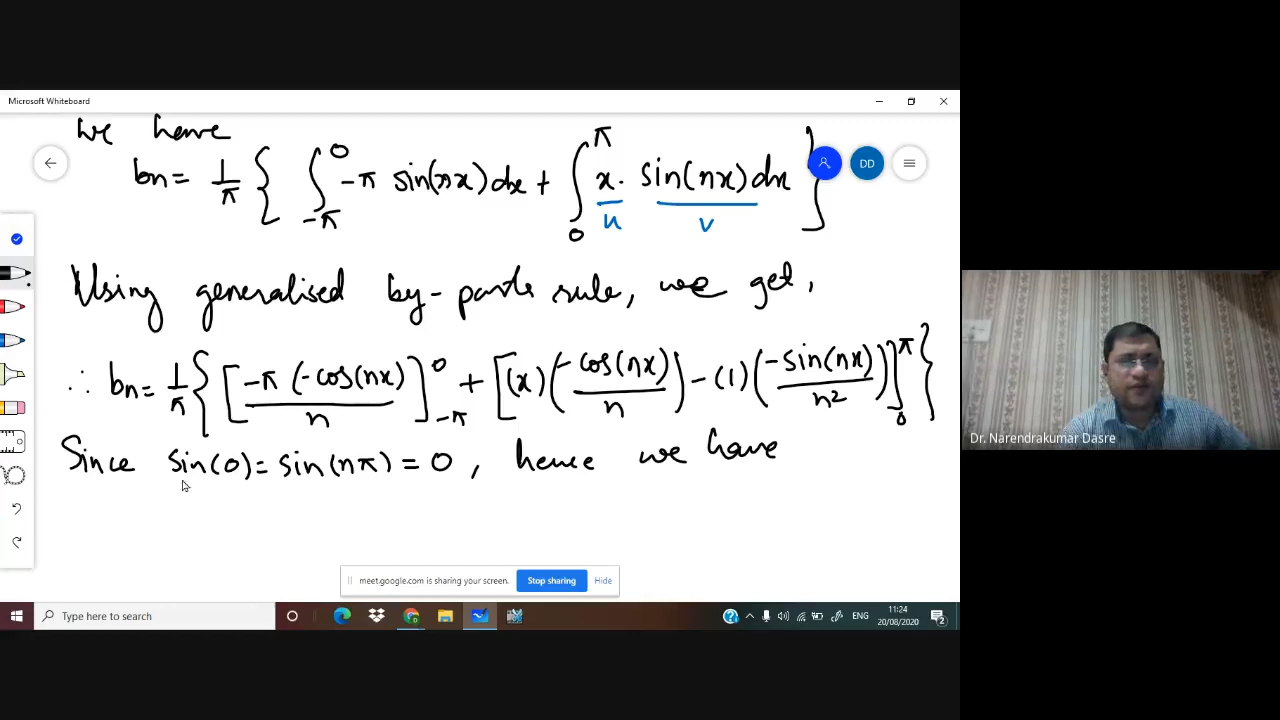 Microsoft Whiteboard
We have
bn = 1/π { ∫_{-π}^{0} -π sin(nx) dx + ∫_{0}^{π} x. sin(nx) dx }
u v
DD
Using generalised by-parts rule, we get,
∴ bn = 1/π { [ -π (-cos(nx)) / n ]_{-π}^{0} + [ (x) ( -cos(nx) / n ) - (1) ( -sin(nx) / n² ) ]_{0}^{π} }
Dr. Narendrakumar Dasre
Since sin(0) = sin(nπ) = 0, hence we have
meet.google.com is sharing your screen. Stop sharing Hide
Type here to search
ENG 11:24
20/08/2020 2